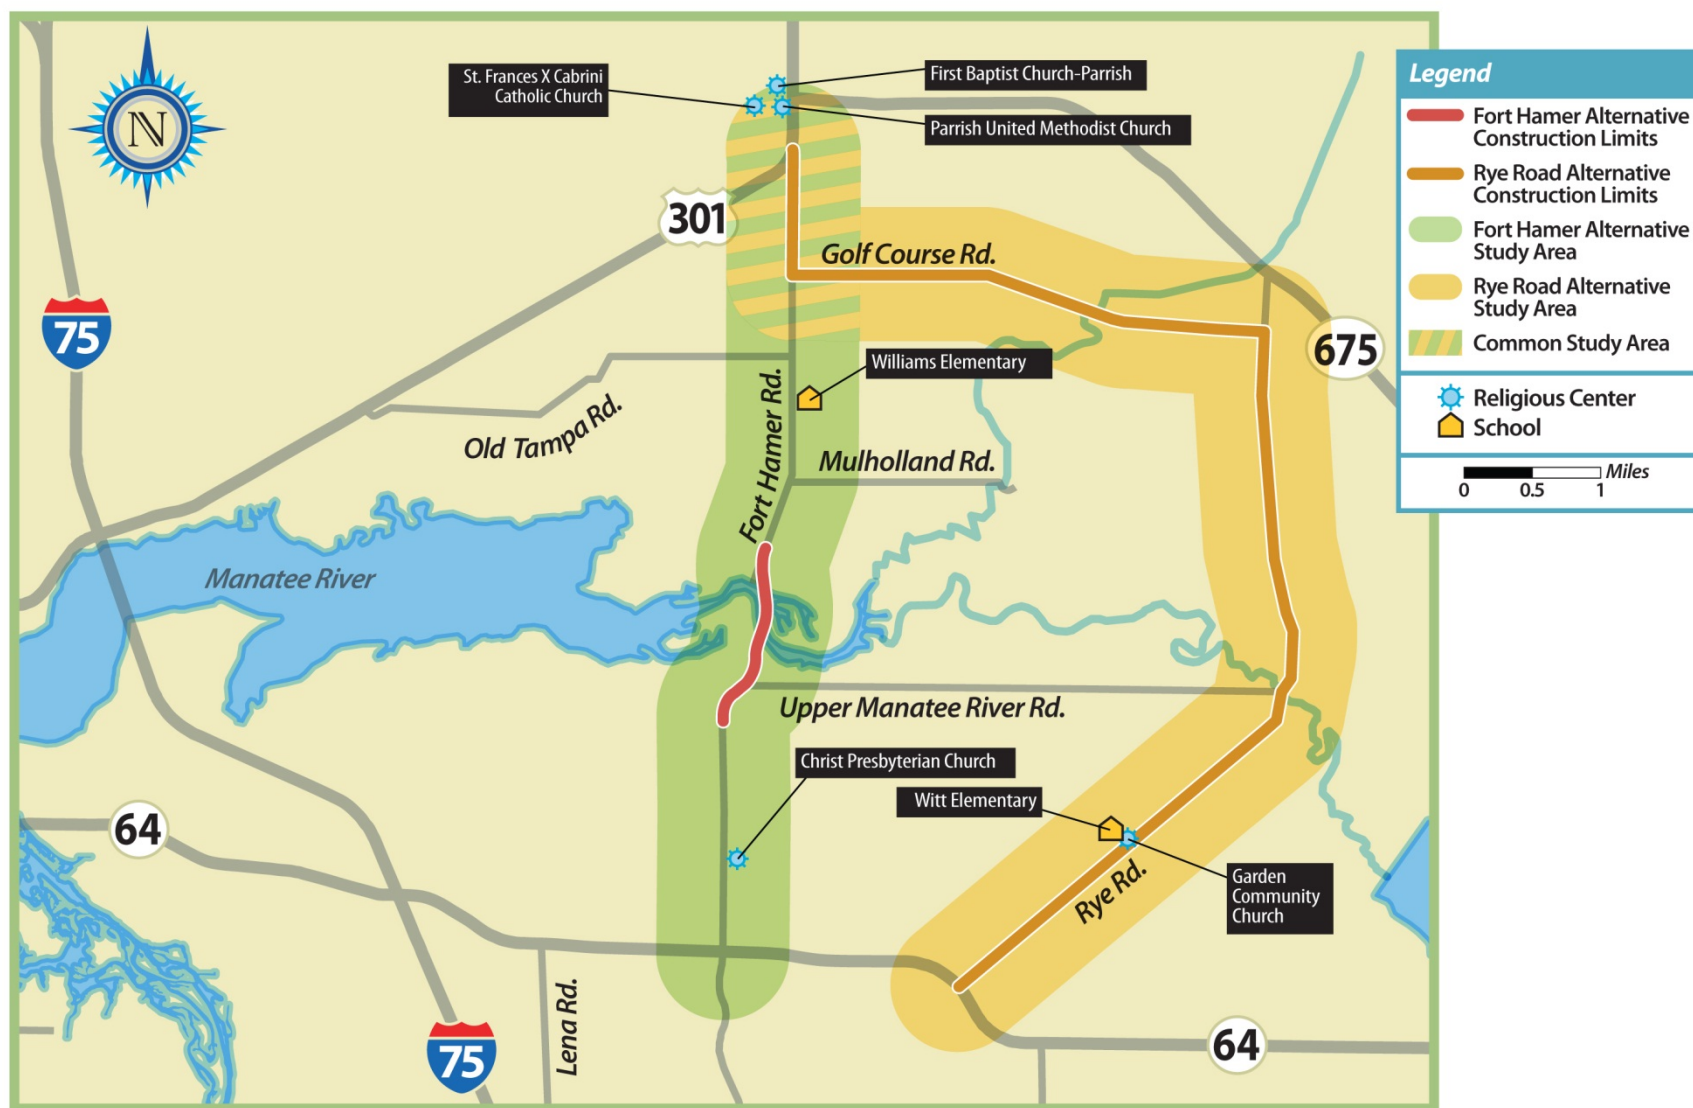 N
St. Frances X Cabrini
Catholic Church
First Baptist Church-Parrish
Parrish United Methodist Church
301
Golf Course Rd.
75
675
Williams Elementary
Old Tampa Rd.
Fort Hamer Rd.
Mulholland Rd.
Manatee River
Upper Manatee River Rd.
Christ Presbyterian Church
Witt Elementary
64
Rye Rd.
Garden
Community
Church
Lena Rd.
75
64
Legend
Fort Hamer Alternative
Construction Limits
Rye Road Alternative
Construction Limits
Fort Hamer Alternative
Study Area
Rye Road Alternative
Study Area
Common Study Area
Religious Center
School
Miles
0 0.5 1